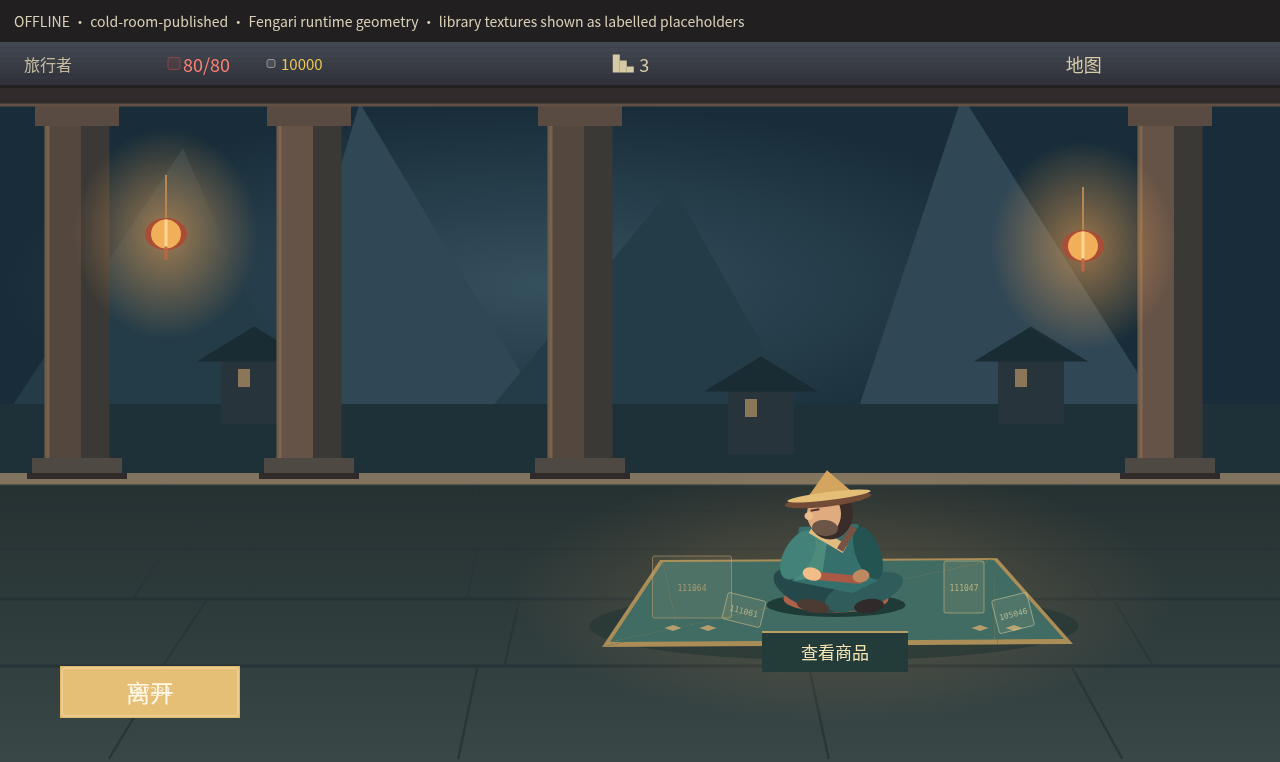 OFFLINE • cold-room-published • Fengari runtime geometry • library textures shown as labelled placeholders
旅行者 80/80 10000 3 地图
111064
111047
111061
105046
查看商品
离开